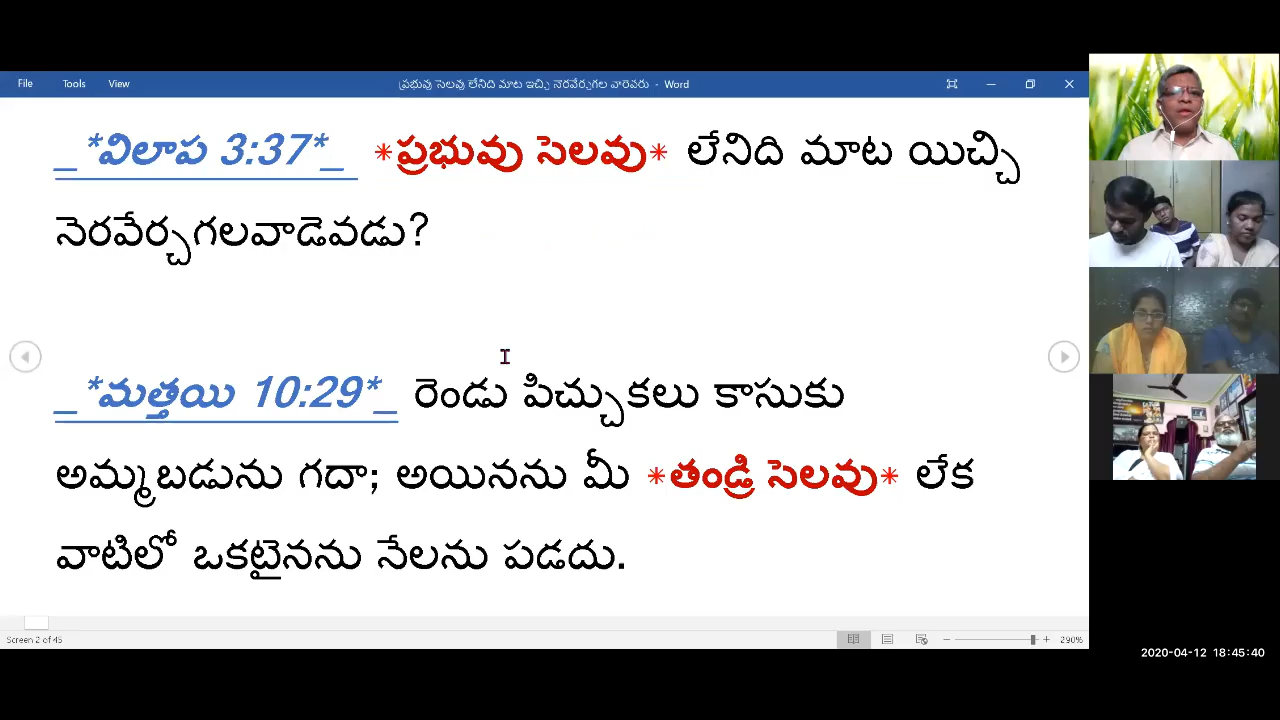 File Tools View ప్రభువు సెలవు లేనిది మాట ఇచ్చి నెరవేర్చగల వారెవరు - Word
_*విలాప 3:37*_ *ప్రభువు సెలవు* లేనిది మాట యిచ్చి
నెరవేర్చగలవాడెవడు?
_*మత్తయి 10:29*_ రెండు పిచ్చుకలు కాసుకు
అమ్మబడును గదా; అయినను మీ *తండ్రి సెలవు* లేక
వాటిలో ఒకటైనను నేలను పడదు.
Screen 2 of 45 290%
2020-04-12 18:45:40